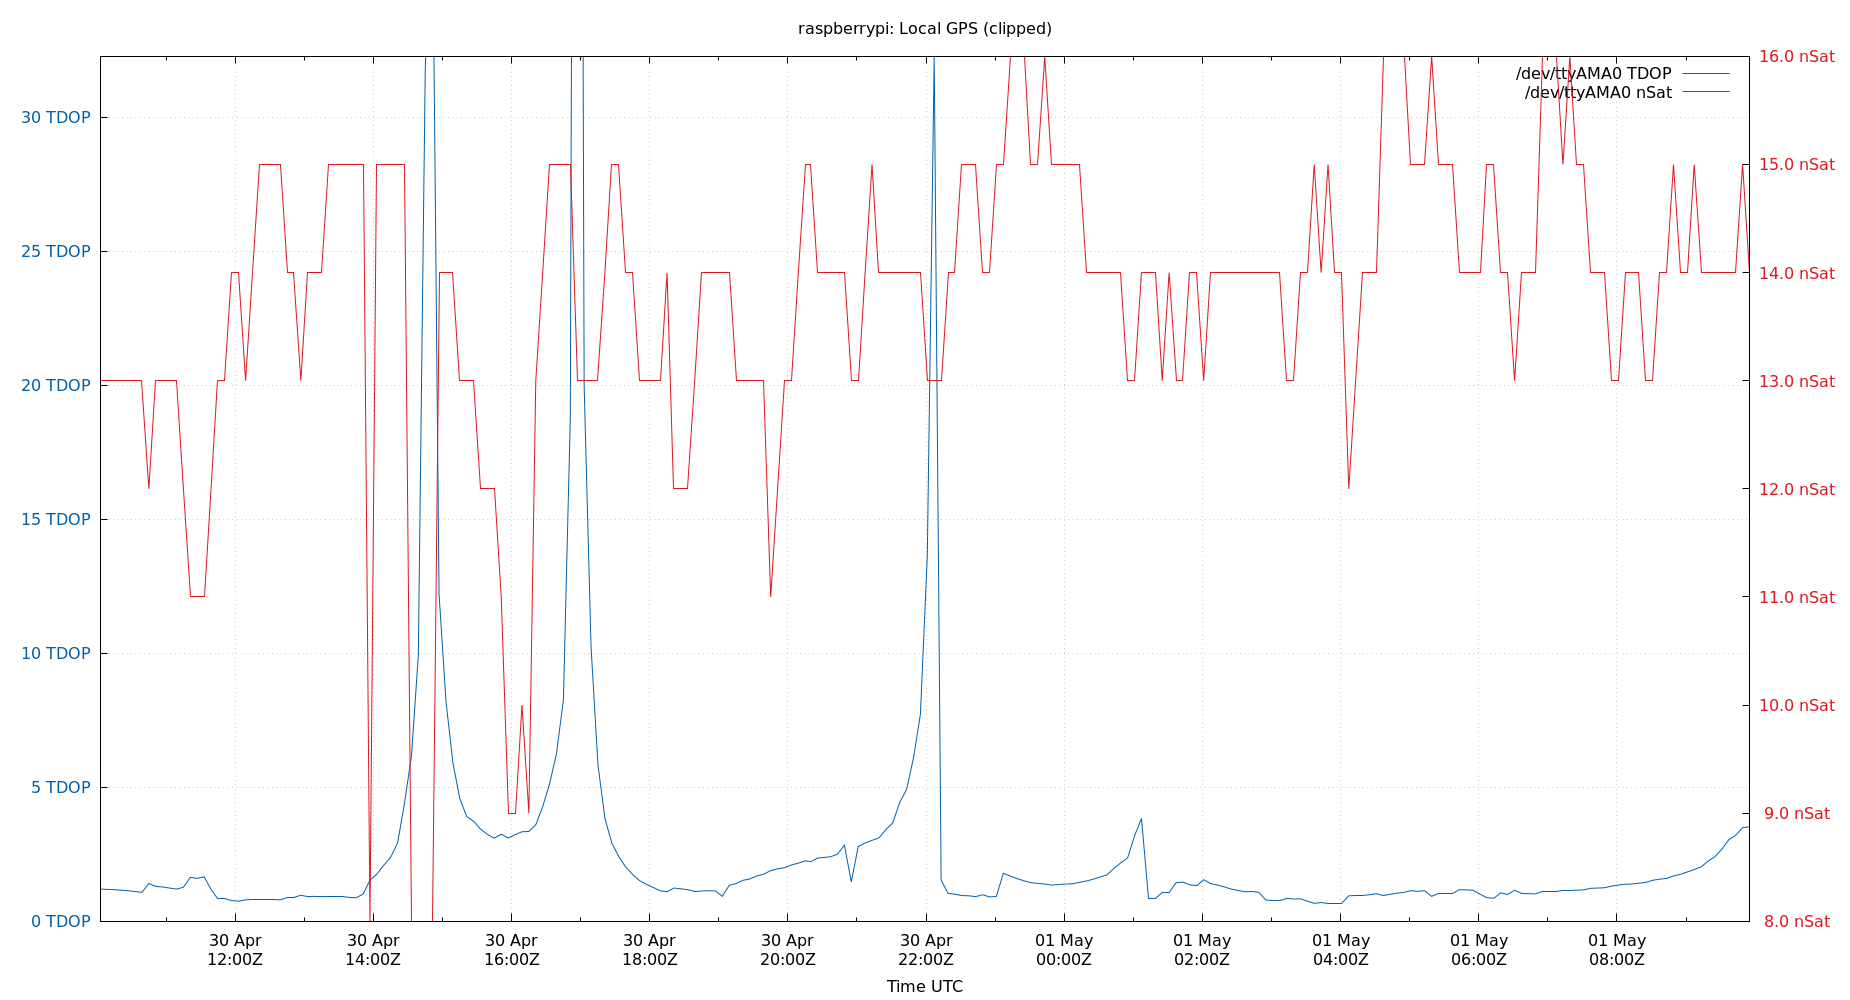 raspberrypi: Local GPS (clipped)
/dev/ttyAMA0 TDOP
/dev/ttyAMA0 nSat
30 TDOP
25 TDOP
20 TDOP
15 TDOP
10 TDOP
5 TDOP
0 TDOP
16.0 nSat
15.0 nSat
14.0 nSat
13.0 nSat
12.0 nSat
11.0 nSat
10.0 nSat
9.0 nSat
8.0 nSat
30 Apr
12:00Z
30 Apr
14:00Z
30 Apr
16:00Z
30 Apr
18:00Z
30 Apr
20:00Z
30 Apr
22:00Z
01 May
00:00Z
01 May
02:00Z
01 May
04:00Z
01 May
06:00Z
01 May
08:00Z
Time UTC